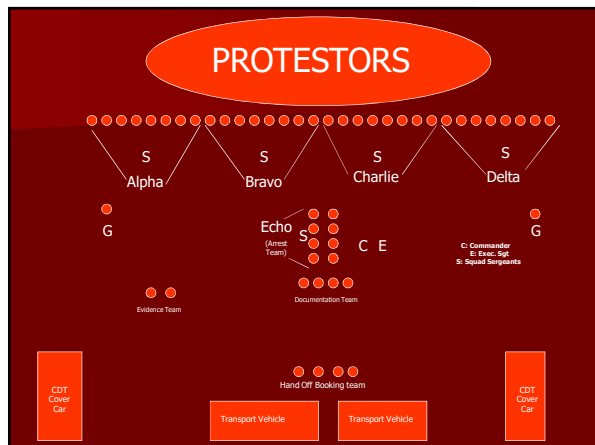 PROTESTORS
S
S
S
S
Alpha
Bravo
Charlie
Delta
G
Echo
S
(Arrest
Team)
C E
G
C: Commander
E: Exec. Sgt
S: Squad Sergeants
Evidence Team
Documentation Team
Hand Off Booking team
CDT
Cover
Car
Transport Vehicle
Transport Vehicle
CDT
Cover
Car